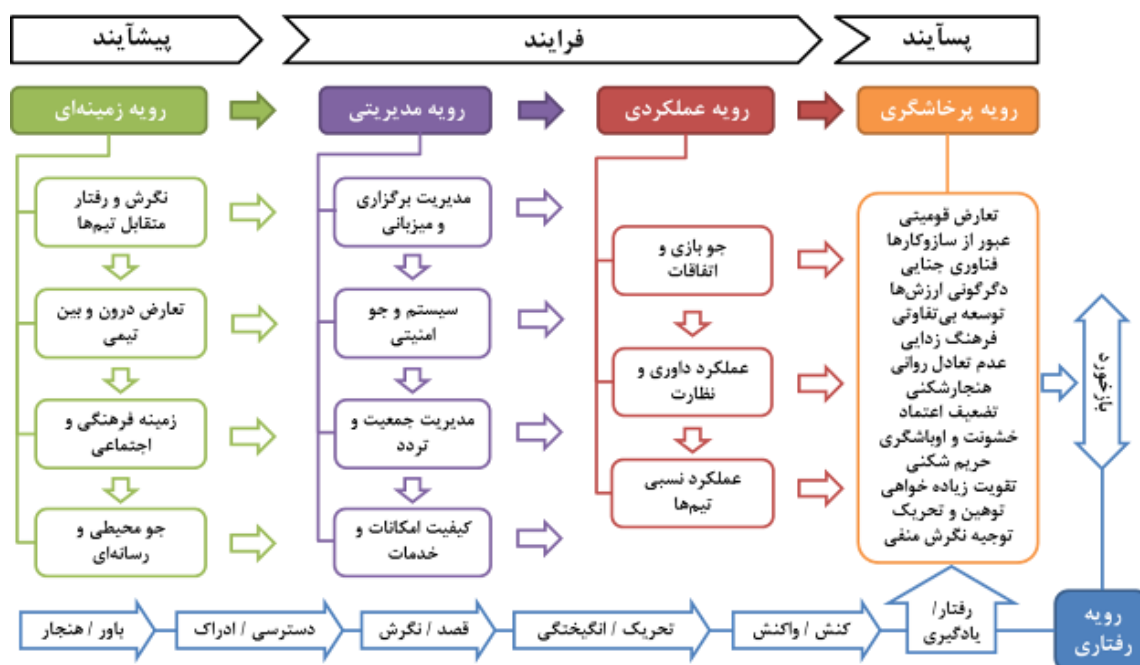 پیشآیند
فرایند
پسآیند
رویه زمینه‌ای
رویه مدیریتی
رویه عملکردی
رویه پرخاشگری
نگرش و رفتار
متقابل تیم‌ها
تعارض درون و بین
تیمی
زمینه فرهنگی و
اجتماعی
جو محیطی و
رسانه‌ای
مدیریت برگزاری
و میزبانی
سیستم و جو
امنیتی
مدیریت جمعیت و
تردد
کیفیت امکانات و
خدمات
جو بازی و
اتفاقات
عملکرد داوری و
نظارت
عملکرد نسبی
تیم‌ها
تعارض قومیتی
عبور از سازوکارها
فناوری جنایی
دگرگونی ارزش‌ها
توسعه بی‌تفاوتی
فرهنگ زدایی
عدم تعادل روانی
هنجارشکنی
تضعیف اعتماد
خشونت و اوباشگری
حریم شکنی
تقویت زیاده خواهی
توهین و تحریک
توجیه نگرش منفی
بازخورد
باور / هنجار
دسترسی / ادراک
قصد / نگرش
تحریک / انگیختگی
کنش / واکنش
رفتار/
یادگیری
رویه
رفتاری